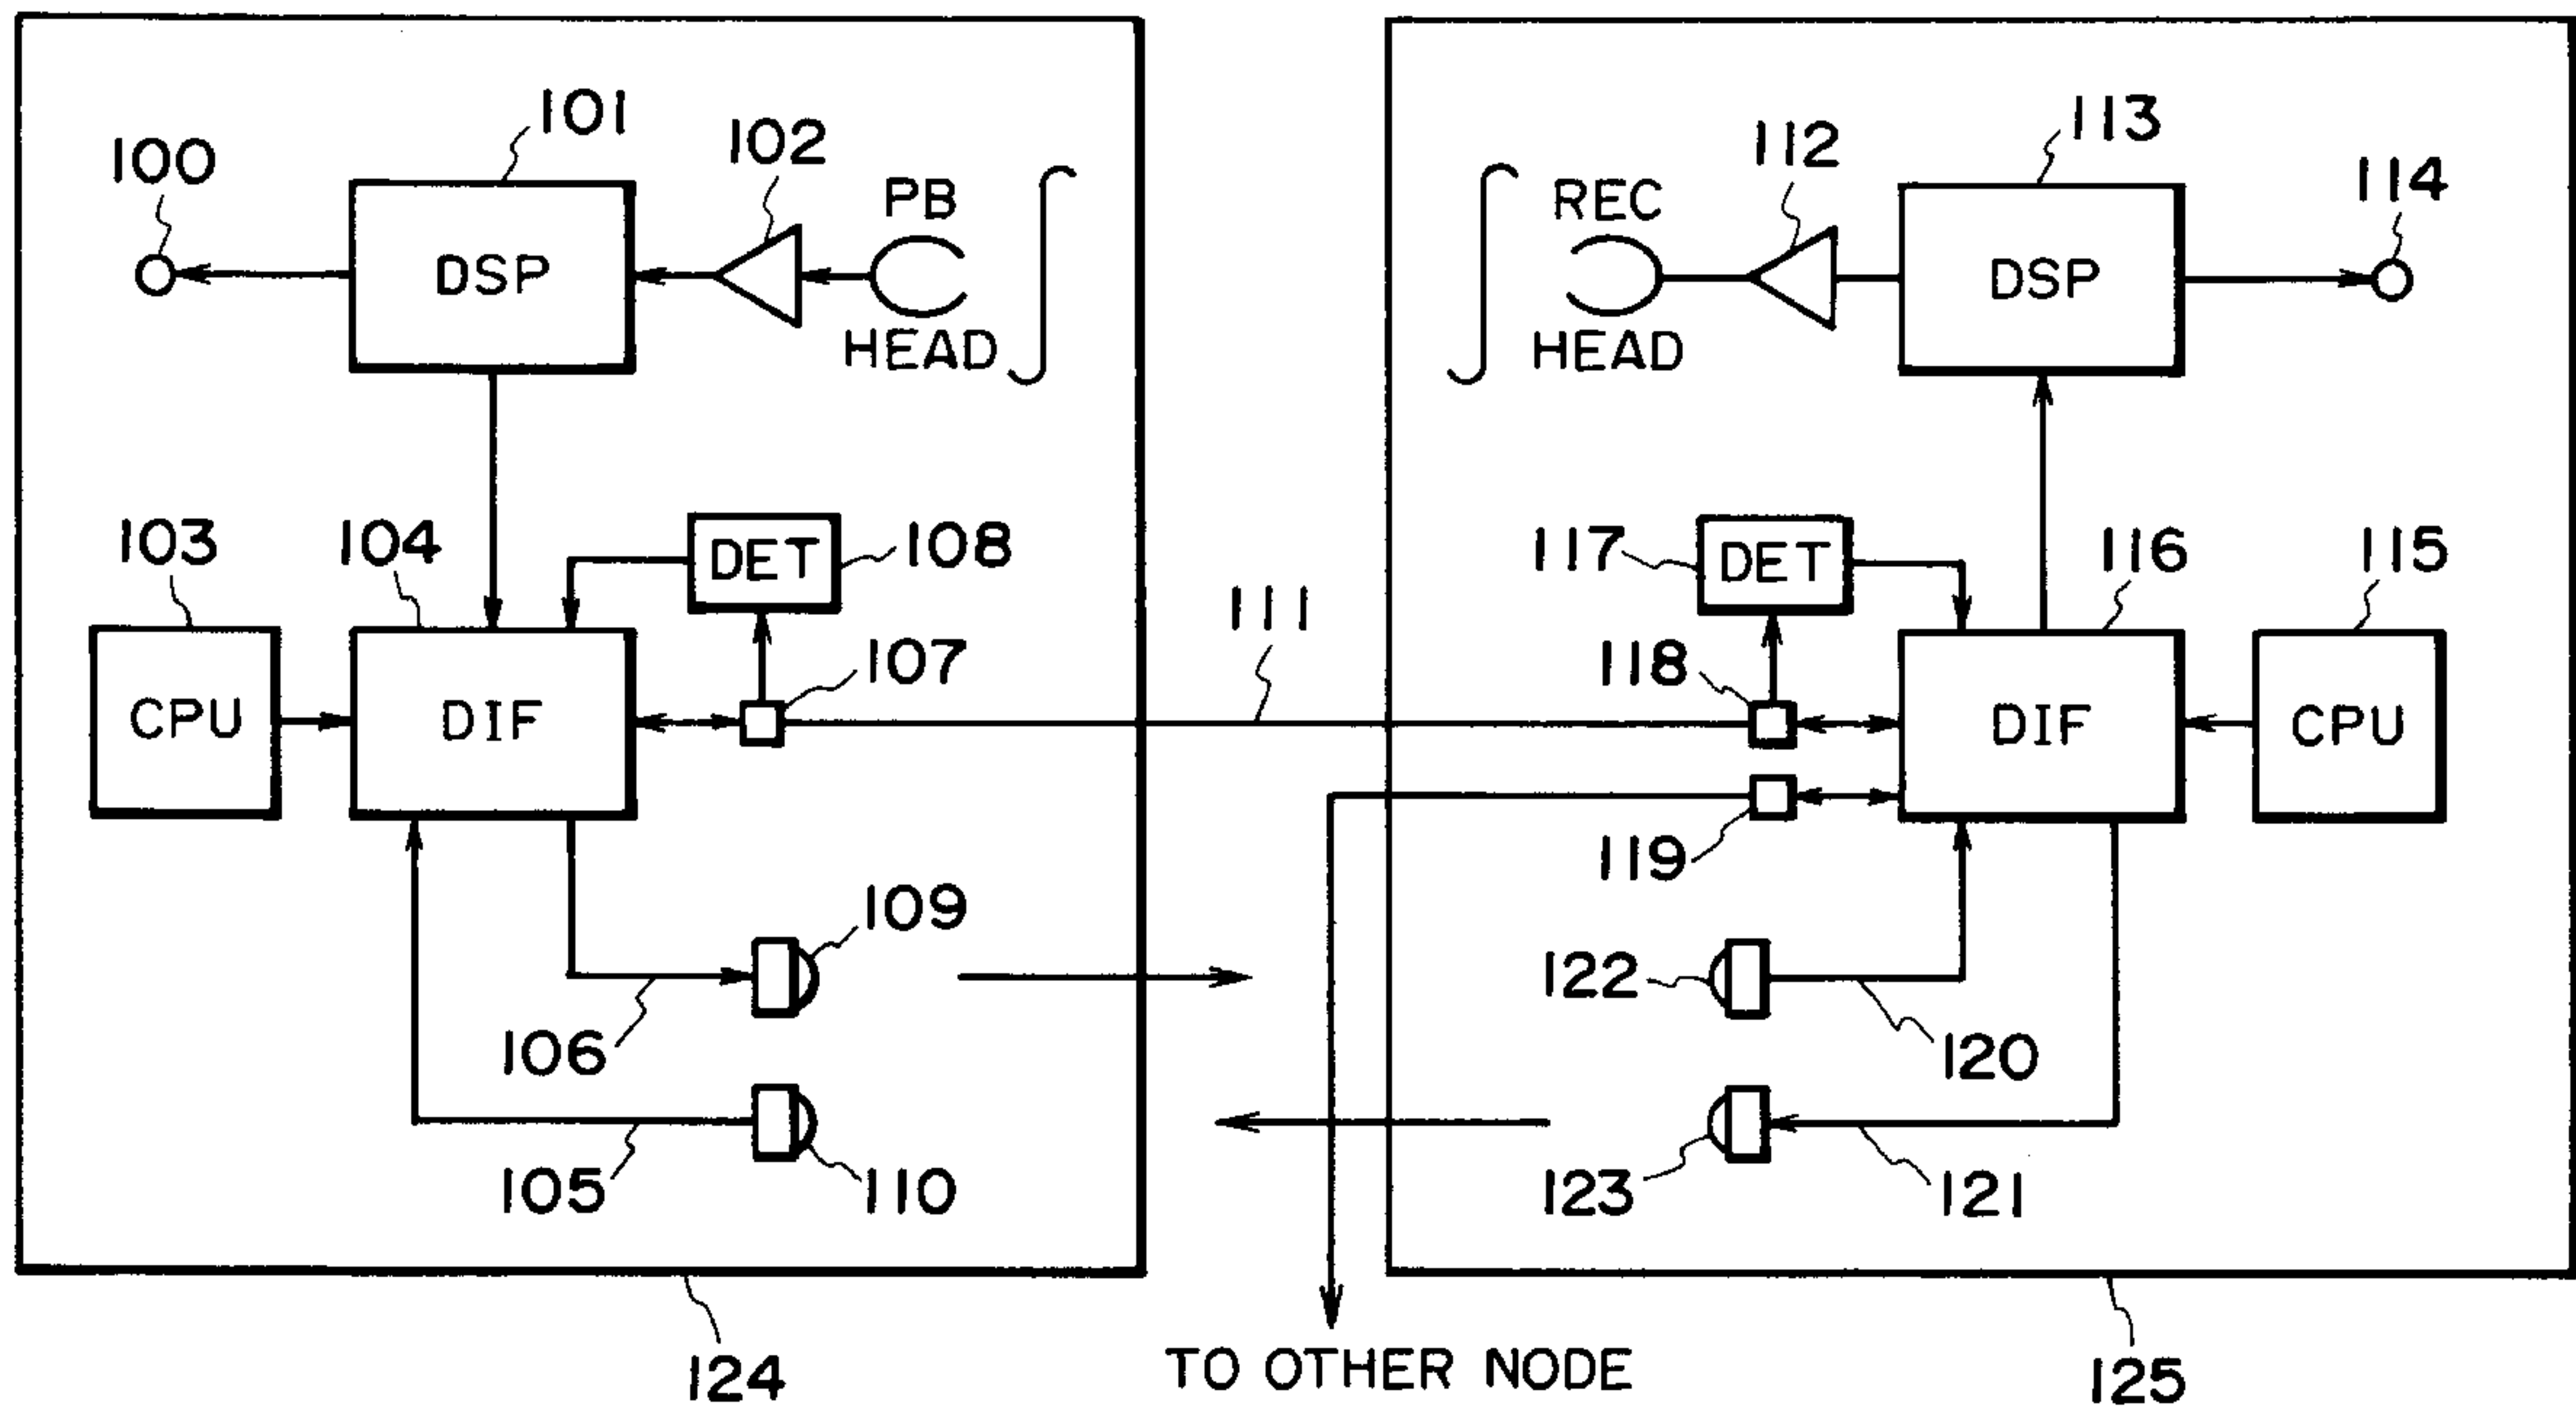 101
102
100
PB
DSP
HEAD
103
104
DET
108
107
CPU
DIF
109
106
105
110
124
111
113
112
114
REC
DSP
HEAD
117
DET
116
115
118
DIF
CPU
119
122
120
123
121
TO OTHER NODE
125